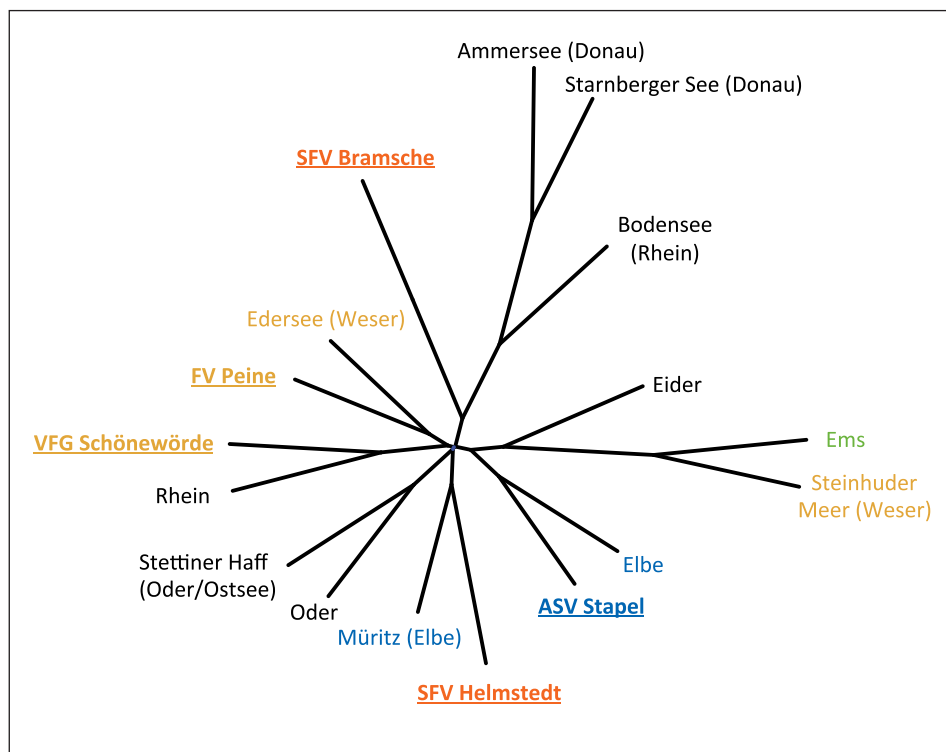 Ammersee (Donau)
Starnberger See (Donau)
SFV Bramsche
Bodensee
(Rhein)
Edersee (Weser)
FV Peine
Eider
VFG Schönewörde
Ems
Rhein
Steinhuder
Meer (Weser)
Stettiner Haff
(Oder/Ostsee)
Elbe
Oder
ASV Stapel
Müritz (Elbe)
SFV Helmstedt